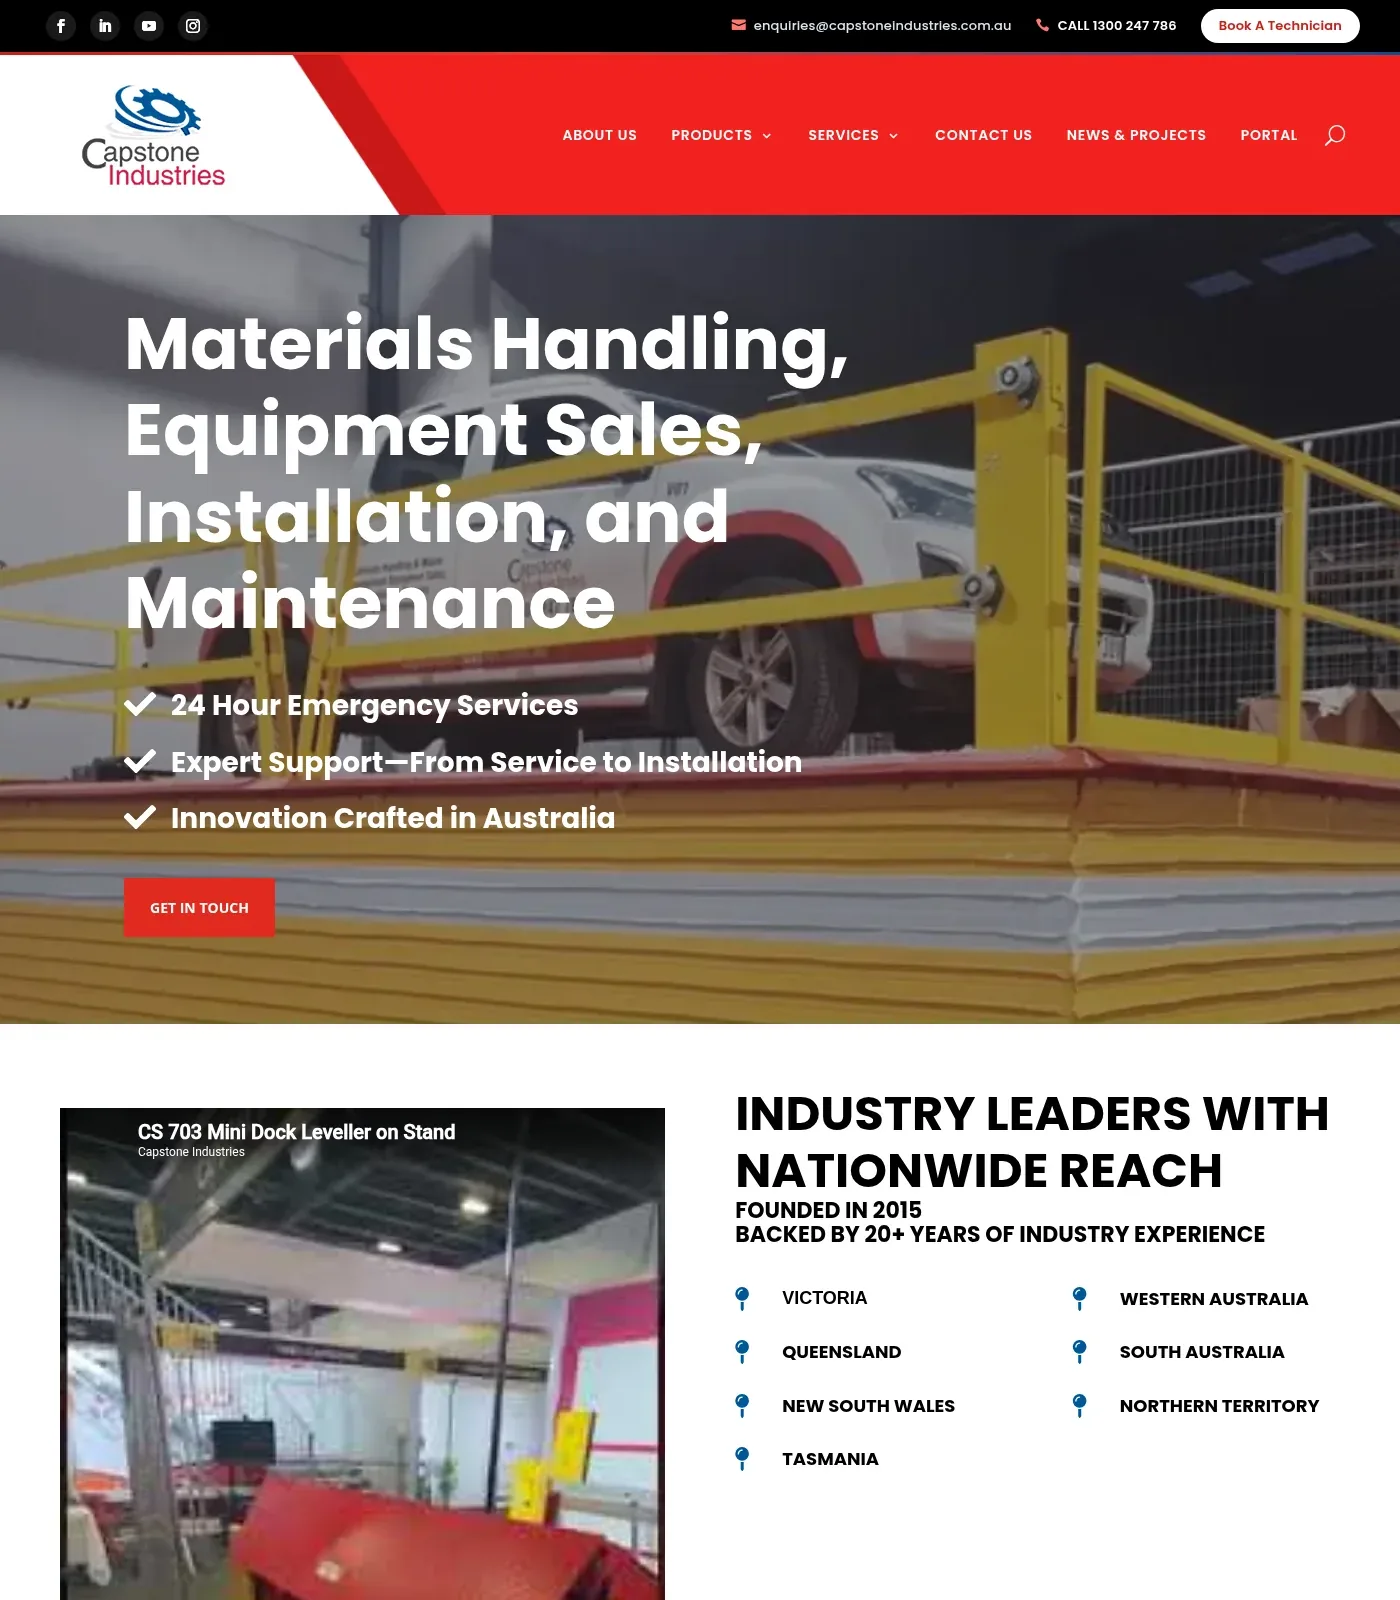 enquiries@capstoneindustries.com.au
CALL 1300 247 786
Book A Technician
Capstone
Industries
ABOUT US
PRODUCTS
SERVICES
CONTACT US
NEWS & PROJECTS
PORTAL
Materials Handling,
Equipment Sales,
Installation, and
Maintenance
V07
Capstone
24 Hour Emergency Services
Expert Support—From Service to Installation
Innovation Crafted in Australia
GET IN TOUCH
CS 703 Mini Dock Leveller on Stand
Capstone Industries
INDUSTRY LEADERS WITH
NATIONWIDE REACH
FOUNDED IN 2015
BACKED BY 20+ YEARS OF INDUSTRY EXPERIENCE
VICTORIA
QUEENSLAND
NEW SOUTH WALES
TASMANIA
WESTERN AUSTRALIA
SOUTH AUSTRALIA
NORTHERN TERRITORY